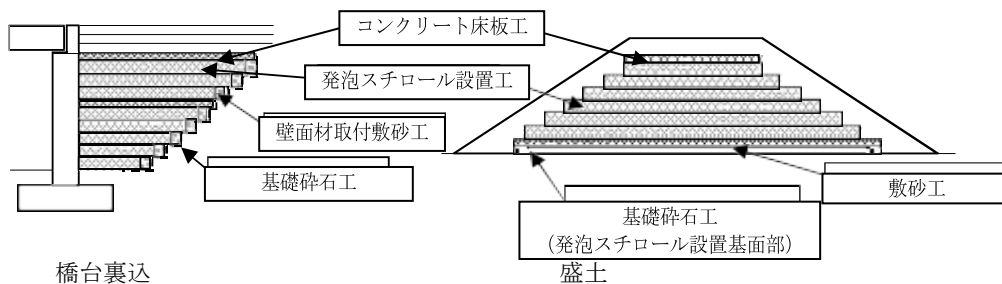 コンクリート床板工
発泡スチロール設置工
壁面材取付敷砂工
基礎砕石工
敷砂工
基礎砕石工
(発泡スチロール設置基面部)
橋台裏込
盛土